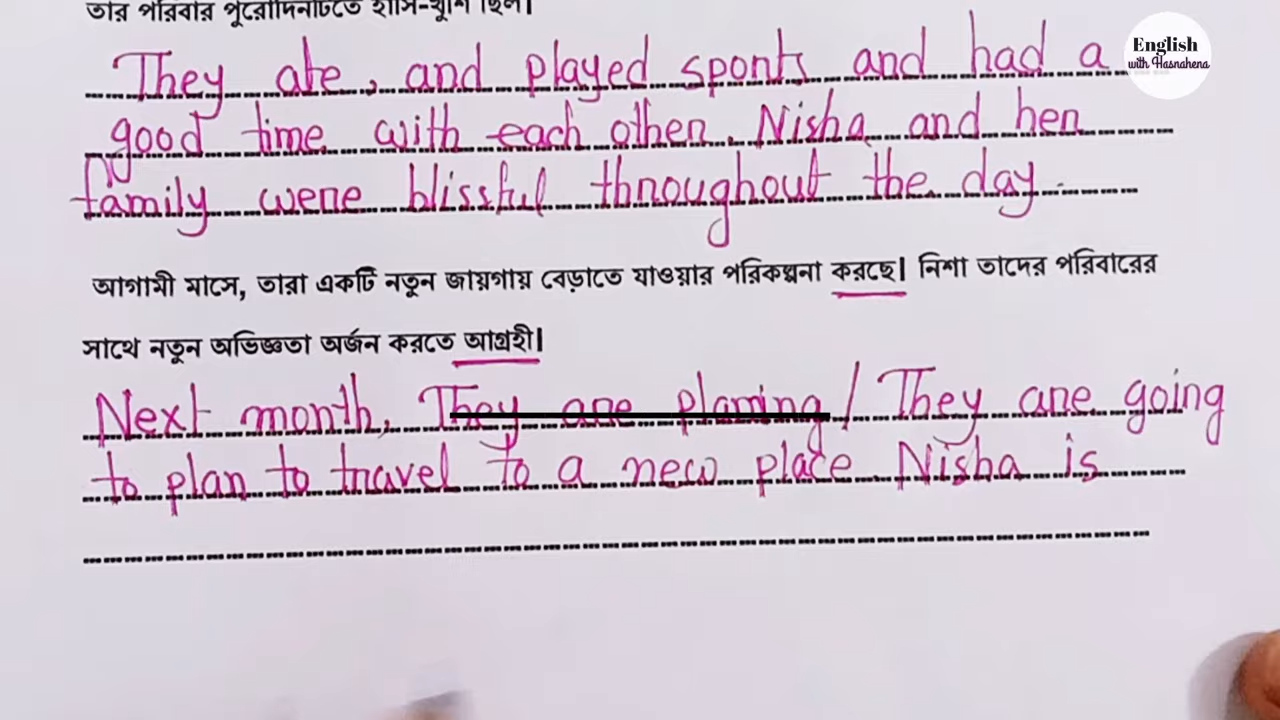 তার পরিবার পুরোদিনটিতে হাসি-খুশি ছিল।
They ate, and played sports and had a
English
with Hasnahena
good time with each other. Nisha and her
family were blissful throughout the day.
আগামী মাসে, তারা একটি নতুন জায়গায় বেড়াতে যাওয়ার পরিকল্পনা করছে। নিশা তাদের পরিবারের
সাথে নতুন অভিজ্ঞতা অর্জন করতে আগ্রহী।
Next month, They are planning / They are going
to plan to travel to a new place Nisha is